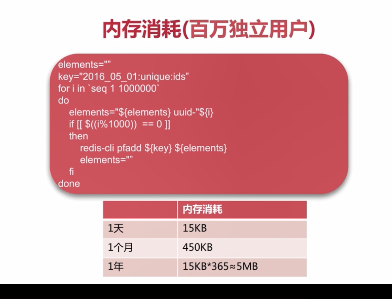 内存消耗(百万独立用户)
elements=""
key="2016_05_01:unique:ids"
for i in `seq 1 1000000`
do
elements="${elements} uuid-"${i}
if [[ $((i%1000)) == 0 ]]
then
redis-cli pfadd ${key} ${elements}
elements=""
fi
done
内存消耗
1天 15KB
1个月 450KB
1年 15KB*365≈5MB